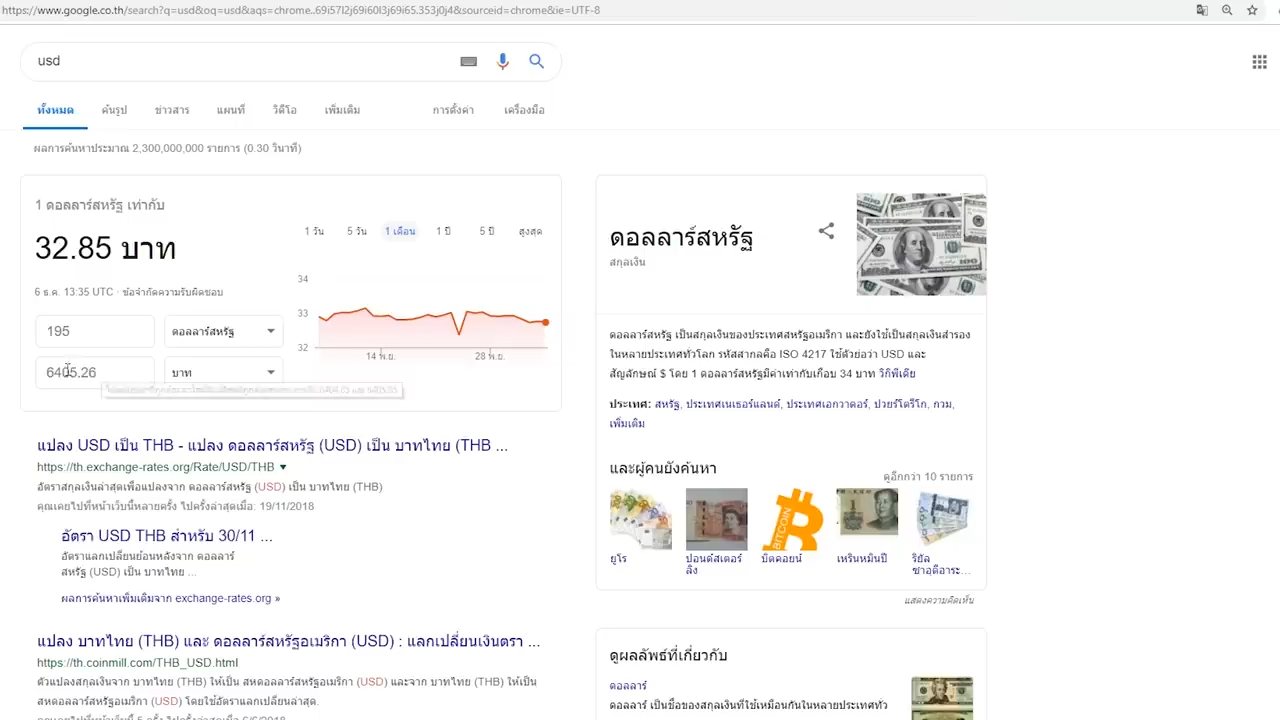 https://www.google.co.th/search?q=usd&oq=usd&aqs=chrome..69i57l2j69i60l3j69i65.353j0j4&sourceid=chrome&ie=UTF-8
usd
ทั้งหมด ค้นรูป ข่าวสาร แผนที่ วิดีโอ เพิ่มเติม การตั้งค่า เครื่องมือ
ผลการค้นหาประมาณ 2,300,000,000 รายการ (0.30 วินาที)
1 ดอลลาร์สหรัฐ เท่ากับ
32.85 บาท
6 ธ.ค. 13:35 UTC · ข้อจำกัดความรับผิดชอบ
195 ดอลลาร์สหรัฐ
6405.26 บาท
1 วัน 5 วัน 1 เดือน 1 ปี 5 ปี สูงสุด
34
33
32
14 พ.ย. 28 พ.ย.
แปลง USD เป็น THB - แปลง ดอลลาร์สหรัฐ (USD) เป็น บาทไทย (THB ...
https://th.exchange-rates.org/Rate/USD/THB ▼
อัตราสกุลเงินล่าสุดเพื่อแปลงจาก ดอลลาร์สหรัฐ (USD) เป็น บาทไทย (THB)
คุณเคยไปที่หน้าเว็บนี้หลายครั้ง ไปครั้งล่าสุดเมื่อ: 19/11/2018
อัตรา USD THB สำหรับ 30/11 ...
อัตราแลกเปลี่ยนย้อนหลังจาก ดอลลาร์
สหรัฐ (USD) เป็น บาทไทย ...
ผลการค้นหาเพิ่มเติมจาก exchange-rates.org »
แปลง บาทไทย (THB) และ ดอลลาร์สหรัฐอเมริกา (USD) : แลกเปลี่ยนเงินตรา ...
https://th.coinmill.com/THB_USD.html
ตัวแปลงสกุลเงินจาก บาทไทย (THB) ให้เป็น สหดอลลาร์สหรัฐอเมริกา (USD) และจาก บาทไทย (THB) ให้เป็น
สหดอลลาร์สหรัฐอเมริกา (USD) โดยใช้อัตราแลกเปลี่ยนล่าสุด.
คุณเคยไปที่หน้านี้ 5 ครั้ง ไปครั้งล่าสุดเมื่อ 6/6/2018
ดอลลาร์สหรัฐ
สกุลเงิน
ดอลลาร์สหรัฐ เป็นสกุลเงินของประเทศสหรัฐอเมริกา และยังใช้เป็นสกุลเงินสำรอง
ในหลายประเทศทั่วโลก รหัสสากลคือ ISO 4217 ใช้ตัวย่อว่า USD และ
สัญลักษณ์ $ โดย 1 ดอลลาร์สหรัฐมีค่าเท่ากับเกือบ 34 บาท วิกิพีเดีย
ประเทศ: สหรัฐ, ประเทศเนเธอร์แลนด์, ประเทศเอกวาดอร์, ปวยร์โตรีโก, กวม,
เพิ่มเติม
และผู้คนยังค้นหา
ดูอีกกว่า 10 รายการ
BITCOIN
ยูโร ปอนด์สเตอร์ลิง บิตคอยน์ เหรินหมินปี้ ริยัล ซาอุดีอาระ...
แสดงความคิดเห็น
ดูผลลัพธ์ที่เกี่ยวกับ
ดอลลาร์
ดอลลาร์ เป็นชื่อของสกุลเงินที่ใช้เหมือนกันในหลายประเทศทั่ว